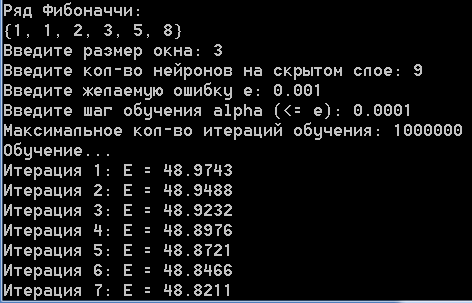 Ряд Фибоначчи:
{1, 1, 2, 3, 5, 8}
Введите размер окна: 3
Введите кол-во нейронов на скрытом слое: 9
Введите желаемую ошибку e: 0.001
Введите шаг обучения alpha (<= e): 0.0001
Максимальное кол-во итераций обучения: 1000000
Обучение...
Итерация 1: E = 48.9743
Итерация 2: E = 48.9488
Итерация 3: E = 48.9232
Итерация 4: E = 48.8976
Итерация 5: E = 48.8721
Итерация 6: E = 48.8466
Итерация 7: E = 48.8211